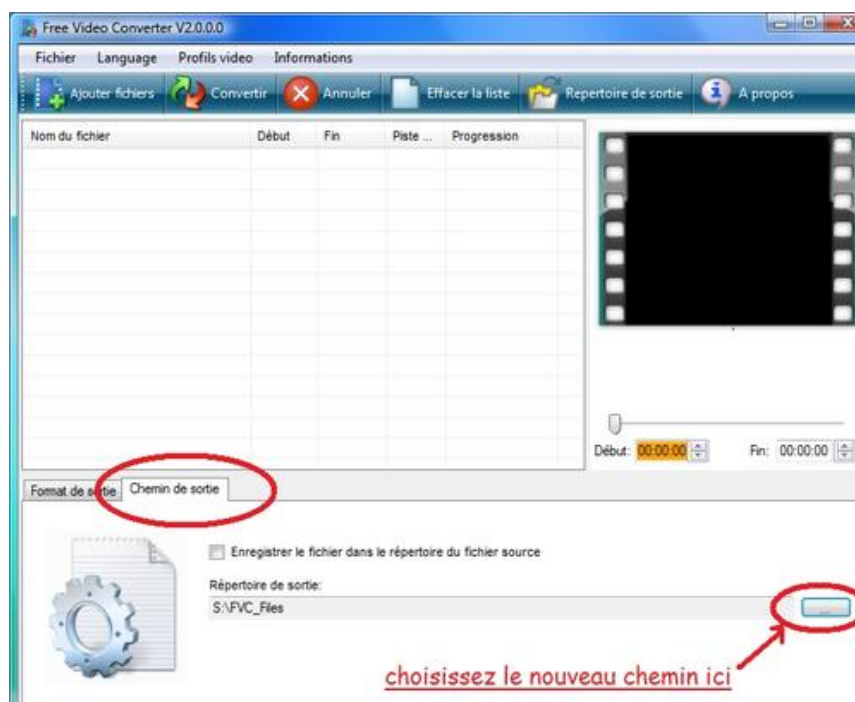 Free Video Converter V2.0.0.0
Fichier Language Profils video Informations
Ajouter fichiers Convertir Annuler Effacer la liste Repertoire de sortie A propos
Nom du fichier Début Fin Piste ... Progression
Début: 00:00:00 Fin: 00:00:00
Format de sortie Chemin de sortie
Enregistrer le fichier dans le répertoire du fichier source
Répertoire de sortie:
S:\FVC_Files
...
choisissez le nouveau chemin ici